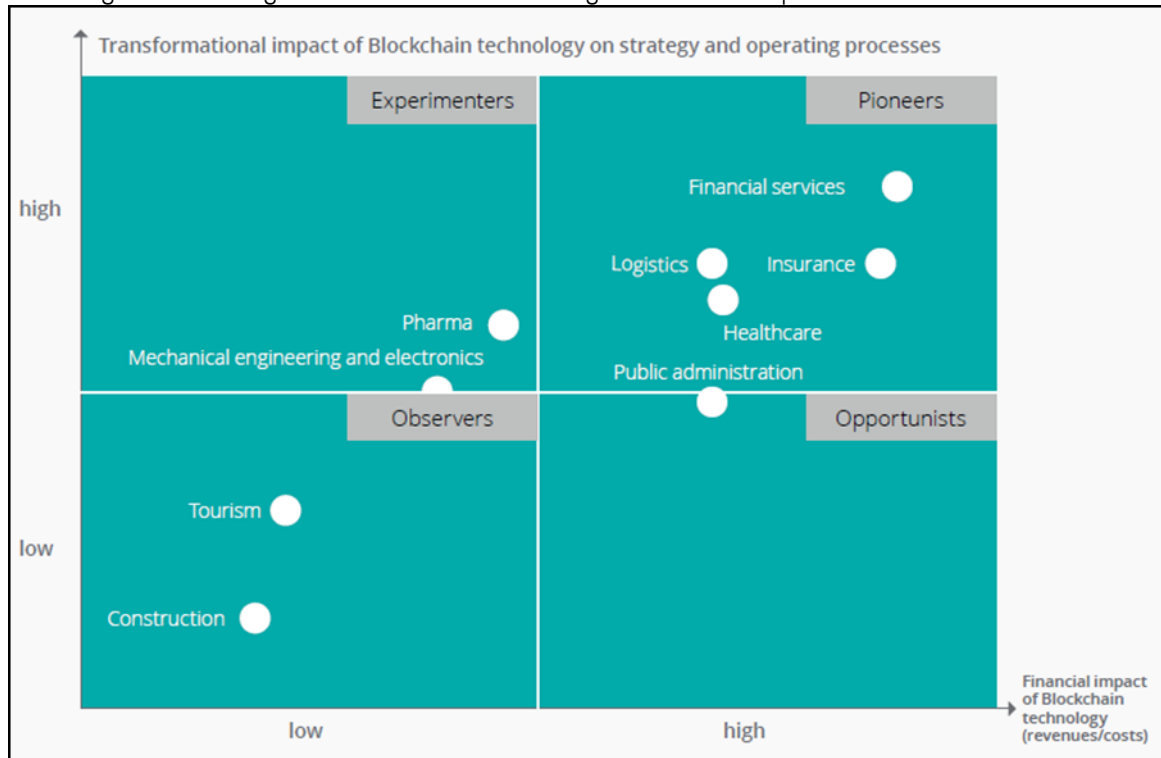 Transformational impact of Blockchain technology on strategy and operating processes
Experimenters
Pioneers
high
Financial services
Logistics
Insurance
Healthcare
Pharma
Mechanical engineering and electronics
Public administration
Observers
Opportunists
low
Tourism
Construction
Financial impact
of Blockchain
technology
(revenues/costs)
low
high